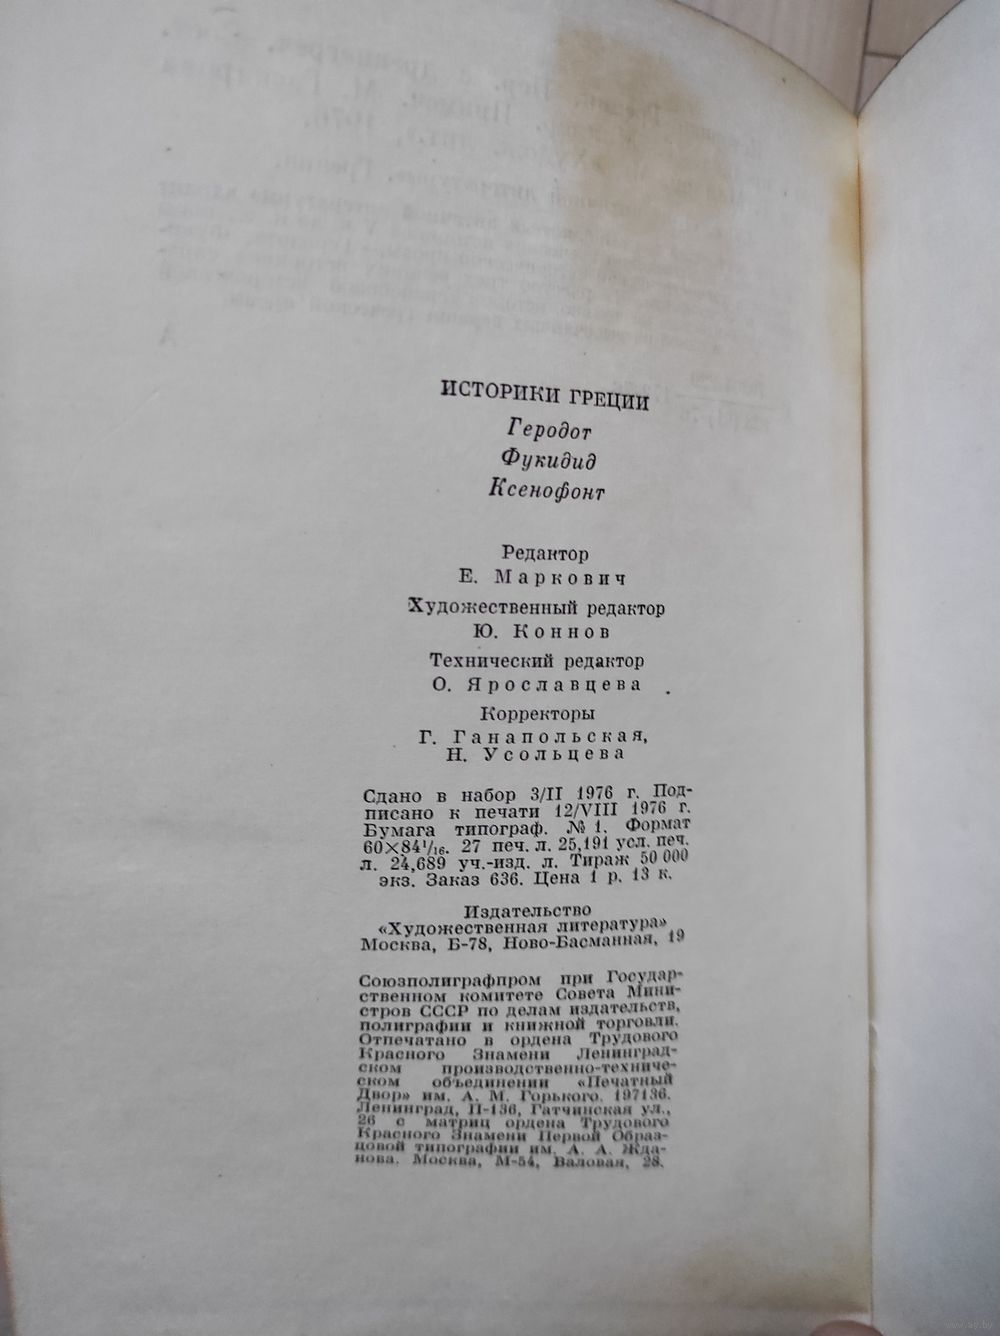 ИСТОРИКИ ГРЕЦИИ
Геродот
Фукидид
Ксенофонт
Редактор
Е. Маркович
Художественный редактор
Ю. Коннов
Технический редактор
О. Ярославцева
Корректоры
Г. Ганапольская,
Н. Усольцева
Сдано в набор 3/II 1976 г. Под-
писано к печати 12/VIII 1976 г.
Бумага типограф. № 1. Формат
60×84¹/₁₆. 27 печ. л. 25,191 усл. печ.
л. 24,689 уч.-изд. л. Тираж 50 000
экз. Заказ 636. Цена 1 р. 13 к.
Издательство
«Художественная литература»
Москва, Б-78, Ново-Басманная, 19
Союзполиграфпром при Государ-
ственном комитете Совета Мини-
стров СССР по делам издательств,
полиграфии и книжной торговли.
Отпечатано в ордена Трудового
Красного Знамени Ленинград-
ском производственно-техниче-
ском объединении «Печатный
Двор» им. А. М. Горького. 197136.
Ленинград, П-136, Гатчинская ул.,
26 с матриц ордена Трудового
Красного Знамени Первой Образ-
цовой типографии им. А. А. Жда-
нова. Москва, М-54, Валовая, 28.
www.ay.by